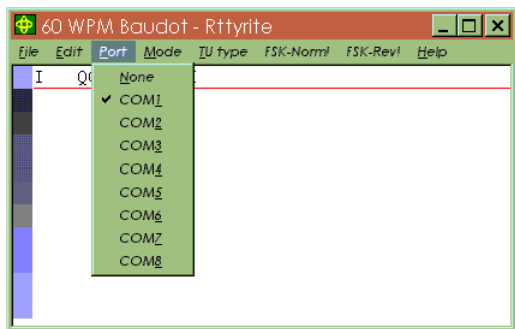 60 WPM Baudot - Rttyrite
File Edit Port Mode TU type FSK-Norm! FSK-Rev! Help
I
None
COM1
COM2
COM3
COM4
COM5
COM6
COM7
COM8